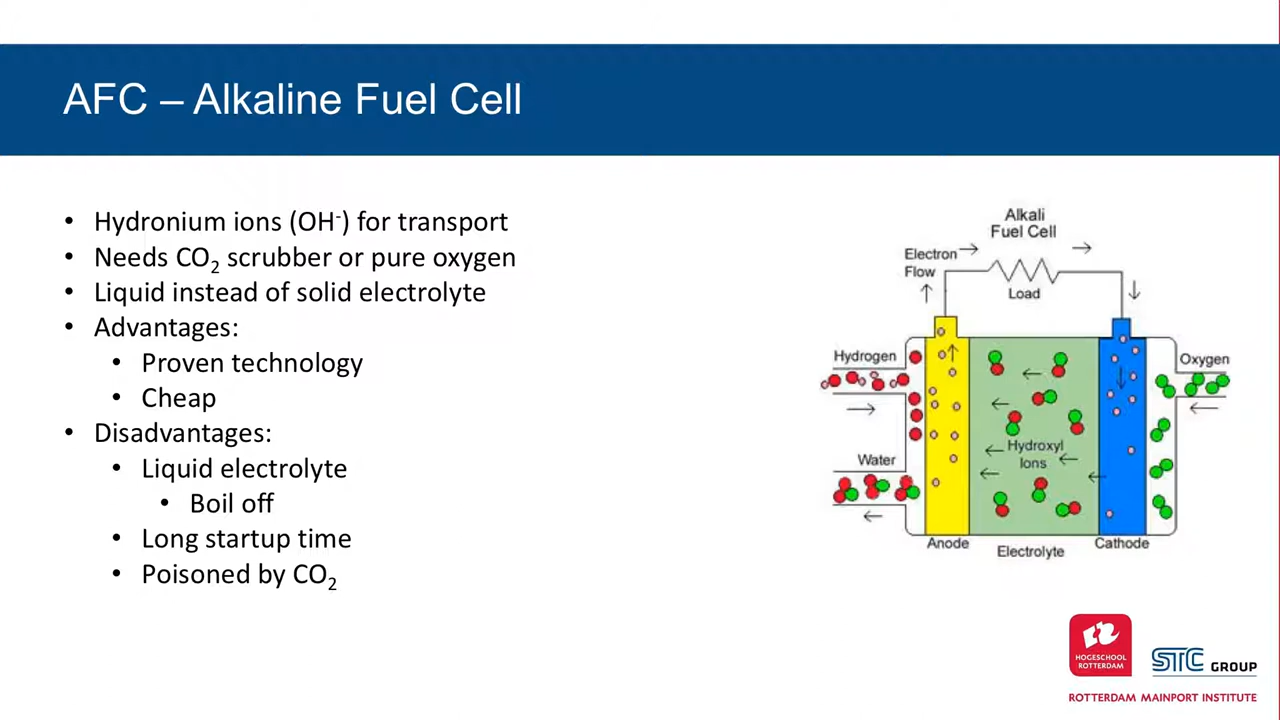 AFC – Alkaline Fuel Cell
• Hydronium ions (OH⁻) for transport
• Needs CO₂ scrubber or pure oxygen
• Liquid instead of solid electrolyte
• Advantages:
• Proven technology
• Cheap
• Disadvantages:
• Liquid electrolyte
• Boil off
• Long startup time
• Poisoned by CO₂
Alkali
Fuel Cell
Electron
Flow
Load
Hydrogen
Oxygen
Hydroxyl
Ions
Water
Anode
Electrolyte
Cathode
HOGESCHOOL
ROTTERDAM
STC GROUP
ROTTERDAM MAINPORT INSTITUTE